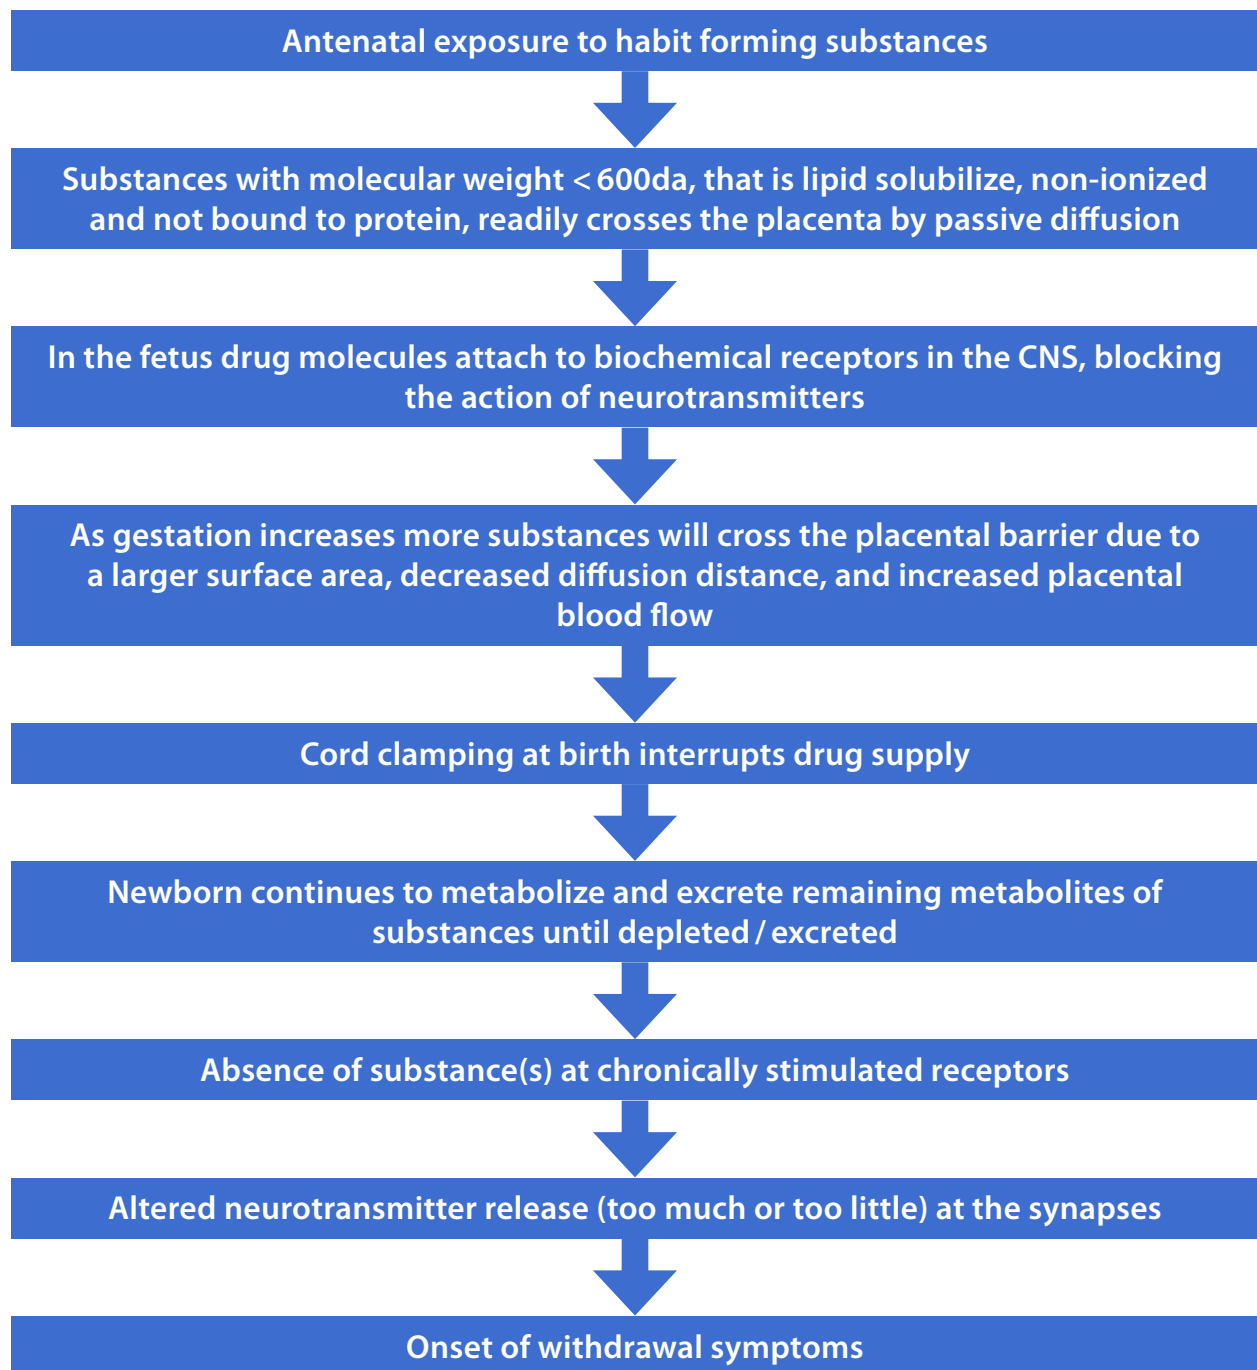 Antenatal exposure to habit forming substances
Substances with molecular weight < 600da, that is lipid solubilize, non-ionized
and not bound to protein, readily crosses the placenta by passive diffusion
In the fetus drug molecules attach to biochemical receptors in the CNS, blocking
the action of neurotransmitters
As gestation increases more substances will cross the placental barrier due to
a larger surface area, decreased diffusion distance, and increased placental
blood flow
Cord clamping at birth interrupts drug supply
Newborn continues to metabolize and excrete remaining metabolites of
substances until depleted / excreted
Absence of substance(s) at chronically stimulated receptors
Altered neurotransmitter release (too much or too little) at the synapses
Onset of withdrawal symptoms